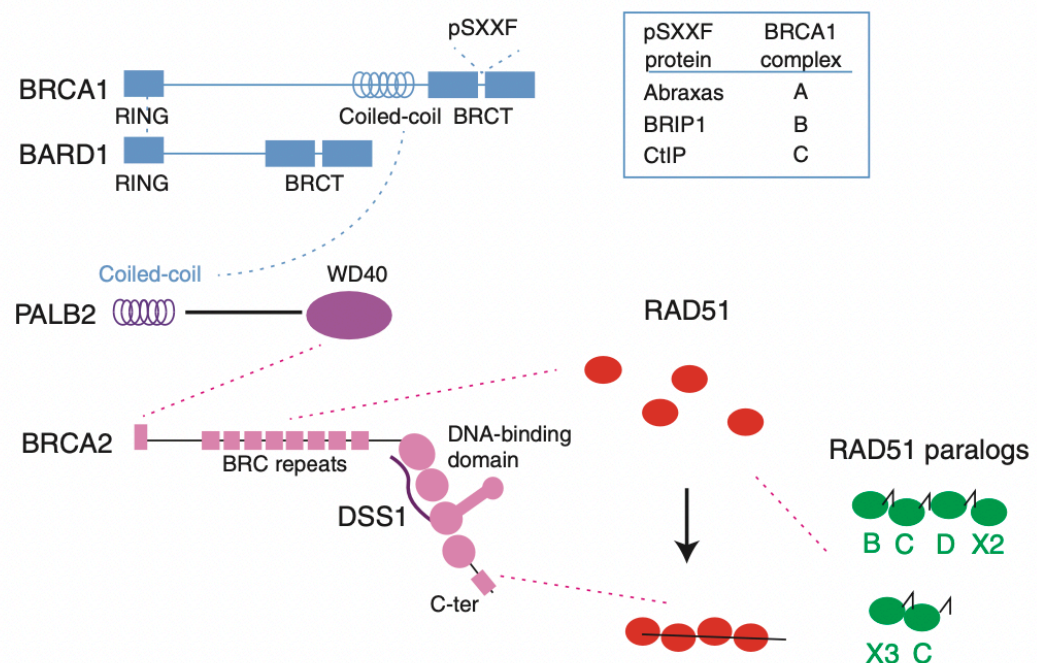 pSXXF
BRCA1
RING
Coiled-coil
BRCT
BARD1
RING
BRCT
pSXXF protein
BRCA1 complex
Abraxas A
BRIP1 B
CtIP C
Coiled-coil
WD40
PALB2
RAD51
BRCA2
BRC repeats
DNA-binding
domain
DSS1
C-ter
RAD51 paralogs
B C D X2
X3 C